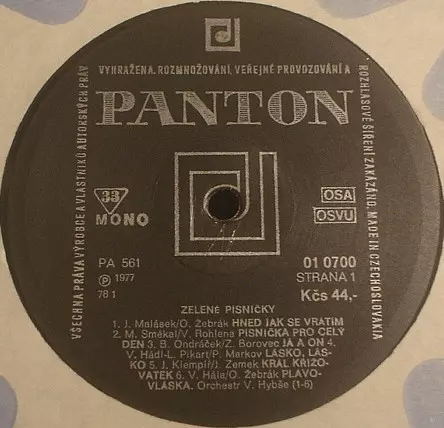 VYHRAŽENA. ROZMNOŽOVÁNÍ, VEŘEJNÉ PROVOZOVÁNÍ A
ROZHLASOVÉ ŠÍŘENÍ ZAKÁZÁNO. MADE IN CZECHOSLOVAKIA
VŠECHNA PRÁVA VÝROBCE A VLASTNÍKŮ AUTORSKÝCH PRÁV
PANTON
33
MONO
OSA
OSVU
PA 561
01 0700
℗ 1977
STRANA 1
78 1
Kčs 44,-
ZELENÉ PÍSNIČKY
1. J. Malásek/O. Žebrák HNED JAK SE VRÁTÍM
2. M. Smékal/V. Rohlena PÍSNIČKA PRO CELÝ
DEN 3. B. Ondráček/Z. Borovec JÁ A ON 4.
V. Hádl-L. Pikart/P. Markov LÁSKO, LÁS-
KO 5. J. Klempíř/J. Zemek KRÁL KŘÍŽO-
VATEK 6. V. Hála/O. Žebrák PLAVO-
VLÁSKA. Orchestr V. Hybše (1-6)